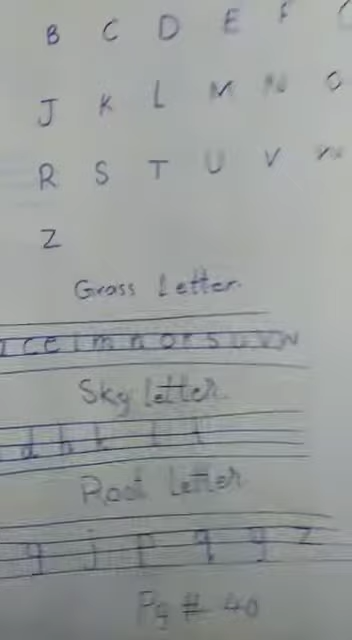 B C D E F
J K L M N O
R S T U V W
Z
Grass Letter
c e i m n o r s u v w
Sky letter
d h k l t
Root Letter
g j p q y z
Pg # 40